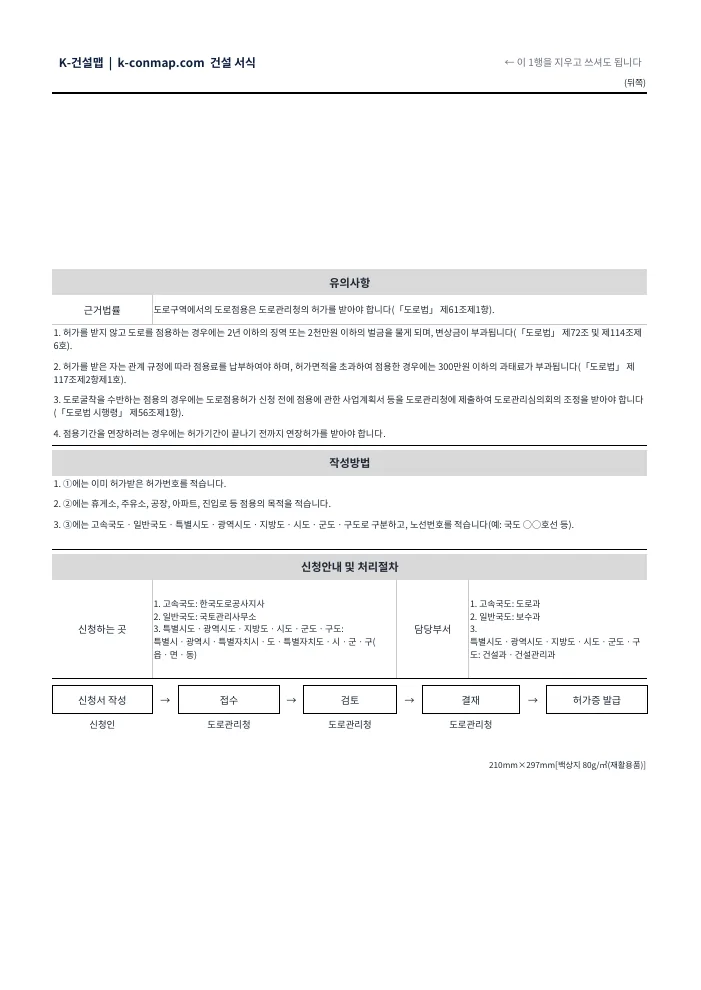 K-건설맵 | k-conmap.com 건설 서식
← 이 1행을 지우고 쓰셔도 됩니다
(뒤쪽)
유의사항
근거법률
도로구역에서의 도로점용은 도로관리청의 허가를 받아야 합니다(「도로법」 제61조제1항).
1. 허가를 받지 않고 도로를 점용하는 경우에는 2년 이하의 징역 또는 2천만원 이하의 벌금을 물게 되며, 변상금이 부과됩니다(「도로법」 제72조 및 제114조제
6호).
2. 허가를 받은 자는 관계 규정에 따라 점용료를 납부하여야 하며, 허가면적을 초과하여 점용한 경우에는 300만원 이하의 과태료가 부과됩니다(「도로법」 제
117조제2항제1호).
3. 도로굴착을 수반하는 점용의 경우에는 도로점용허가 신청 전에 점용에 관한 사업계획서 등을 도로관리청에 제출하여 도로관리심의회의 조정을 받아야 합니다
(「도로법 시행령」 제56조제1항).
4. 점용기간을 연장하려는 경우에는 허가기간이 끝나기 전까지 연장허가를 받아야 합니다.
작성방법
1. ①에는 이미 허가받은 허가번호를 적습니다.
2. ②에는 휴게소, 주유소, 공장, 아파트, 진입로 등 점용의 목적을 적습니다.
3. ③에는 고속국도ㆍ일반국도ㆍ특별시도ㆍ광역시도ㆍ지방도ㆍ시도ㆍ군도ㆍ구도로 구분하고, 노선번호를 적습니다(예: 국도 ○○호선 등).
신청안내 및 처리절차
신청하는 곳
1. 고속국도: 한국도로공사지사
2. 일반국도: 국토관리사무소
3. 특별시도ㆍ광역시도ㆍ지방도ㆍ시도ㆍ군도ㆍ구도:
특별시ㆍ광역시ㆍ특별자치시ㆍ도ㆍ특별자치도ㆍ시ㆍ군ㆍ구(
읍ㆍ면ㆍ동)
담당부서
1. 고속국도: 도로과
2. 일반국도: 보수과
3.
특별시도ㆍ광역시도ㆍ지방도ㆍ시도ㆍ군도ㆍ구
도: 건설과ㆍ건설관리과
신청서 작성 → 접수 → 검토 → 결재 → 허가증 발급
신청인 도로관리청 도로관리청 도로관리청
210mm×297mm[백상지 80g/㎡(재활용품)]